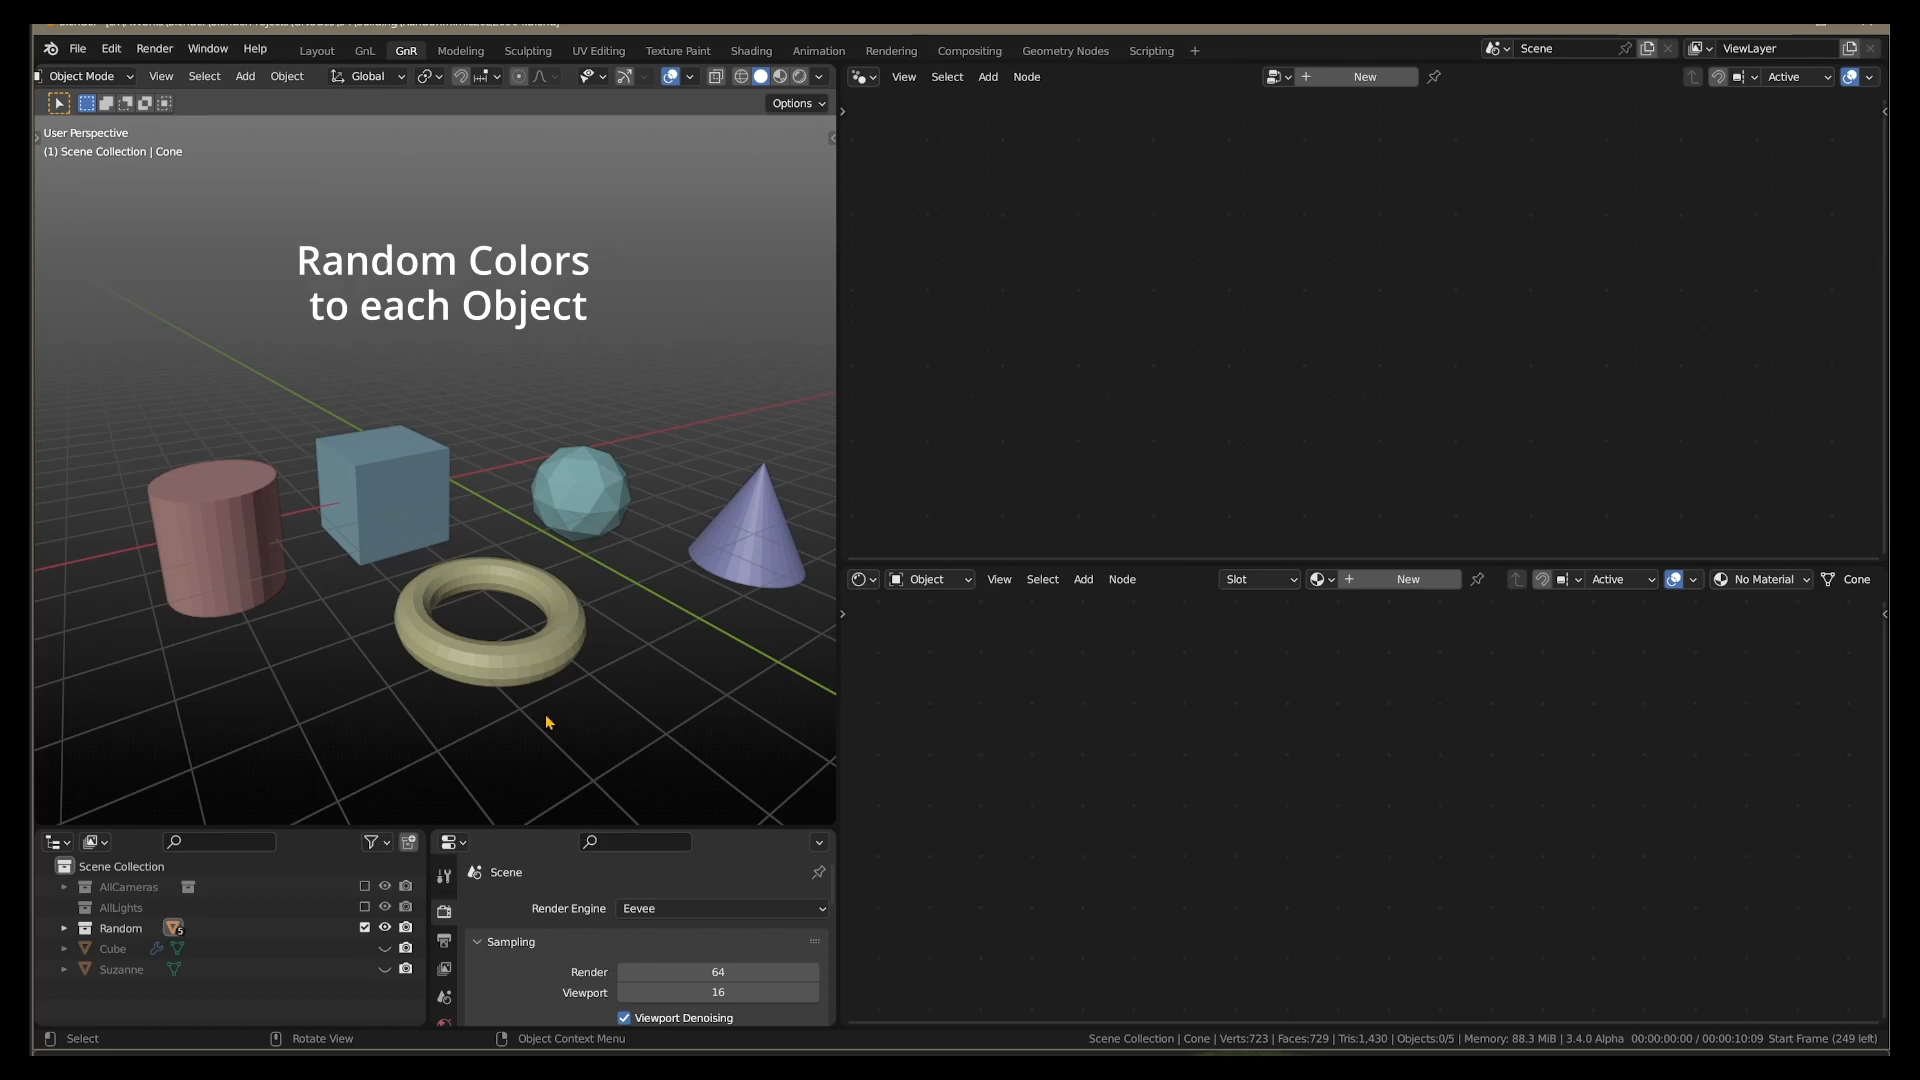 File Edit Render Window Help
Layout GnL GnR Modeling Sculpting UV Editing Texture Paint Shading Animation Rendering Compositing Geometry Nodes Scripting
Scene
ViewLayer
Object Mode View Select Add Object Global
View Select Add Node New Active
Options
User Perspective
(1) Scene Collection | Cone
Random Colors
to each Object
Object View Select Add Node Slot New Active No Material Cone
Scene Collection
AllCameras
AllLights
Random 5
Cube
Suzanne
Scene
Render Engine Eevee
Sampling
Render 64
Viewport 16
Viewport Denoising
Select Rotate View Object Context Menu
Scene Collection | Cone | Verts:723 | Faces:729 | Tris:1,430 | Objects:0/5 | Memory: 88.3 MiB | 3.4.0 Alpha 00:00:00:00 / 00:00:10:09 Start Frame (249 left)